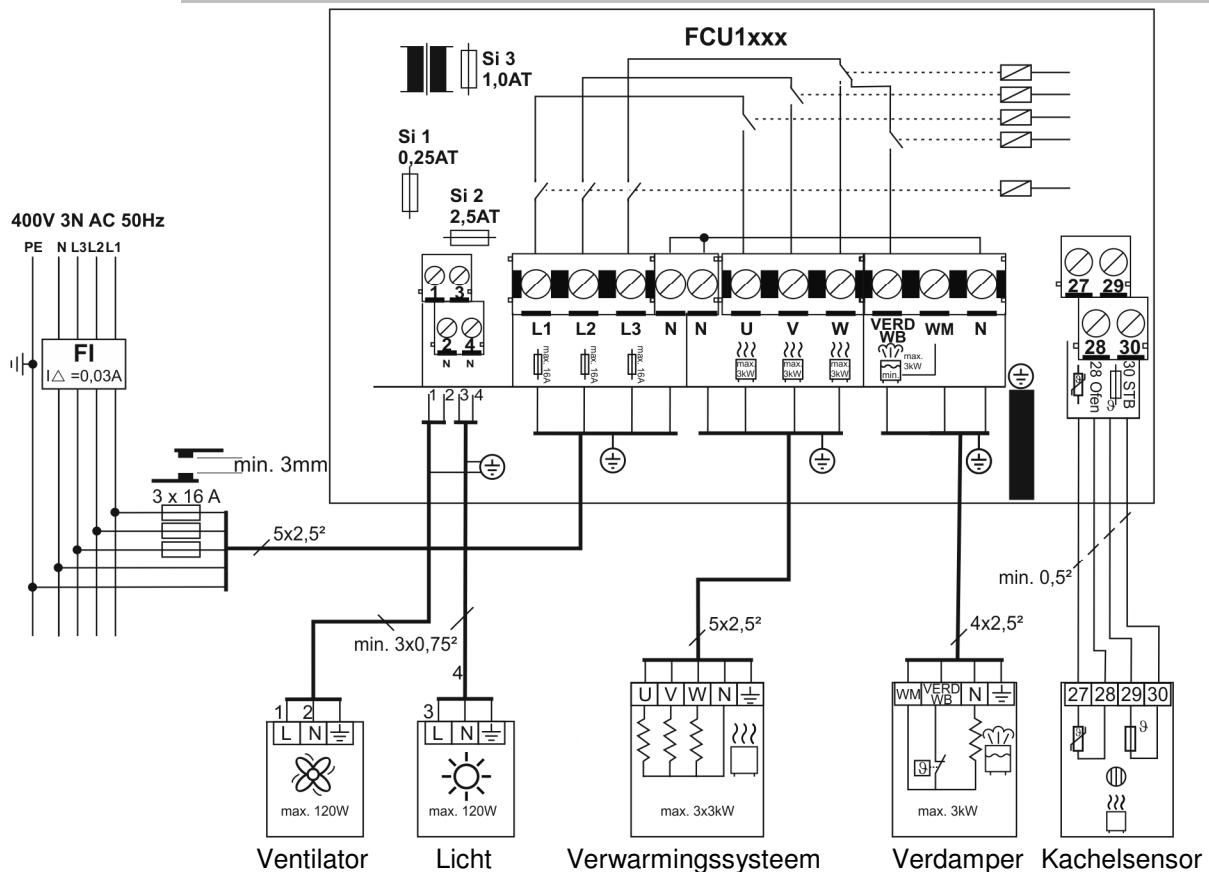 FCU1xxx
Si 3
1,0AT
Si 1
0,25AT
Si 2
2,5AT
400V 3N AC 50Hz
PE N L3 L2 L1
FI
I△ =0,03A
1 3
2 4
N N
L1 L2 L3 N N U V W VERD WB WM N
max. 16A
max. 16A
max. 16A
max. 3kW
max. 3kW
max. 3kW
min
max. 3kW
27 29
28 30
28 Ofen
ϑ
30 STB
1 2 3 4
min. 3mm
3 x 16 A
5x2,5²
min. 3x0,75²
5x2,5²
4x2,5²
min. 0,5²
4
1 2
L N
max. 120W
3
L N
max. 120W
U V W N
max. 3x3kW
WM VERD WB N
ϑ
max. 3kW
27 28 29 30
ϑ
ϑ
Ventilator
Licht
Verwarmingssysteem
Verdamper
Kachelsensor